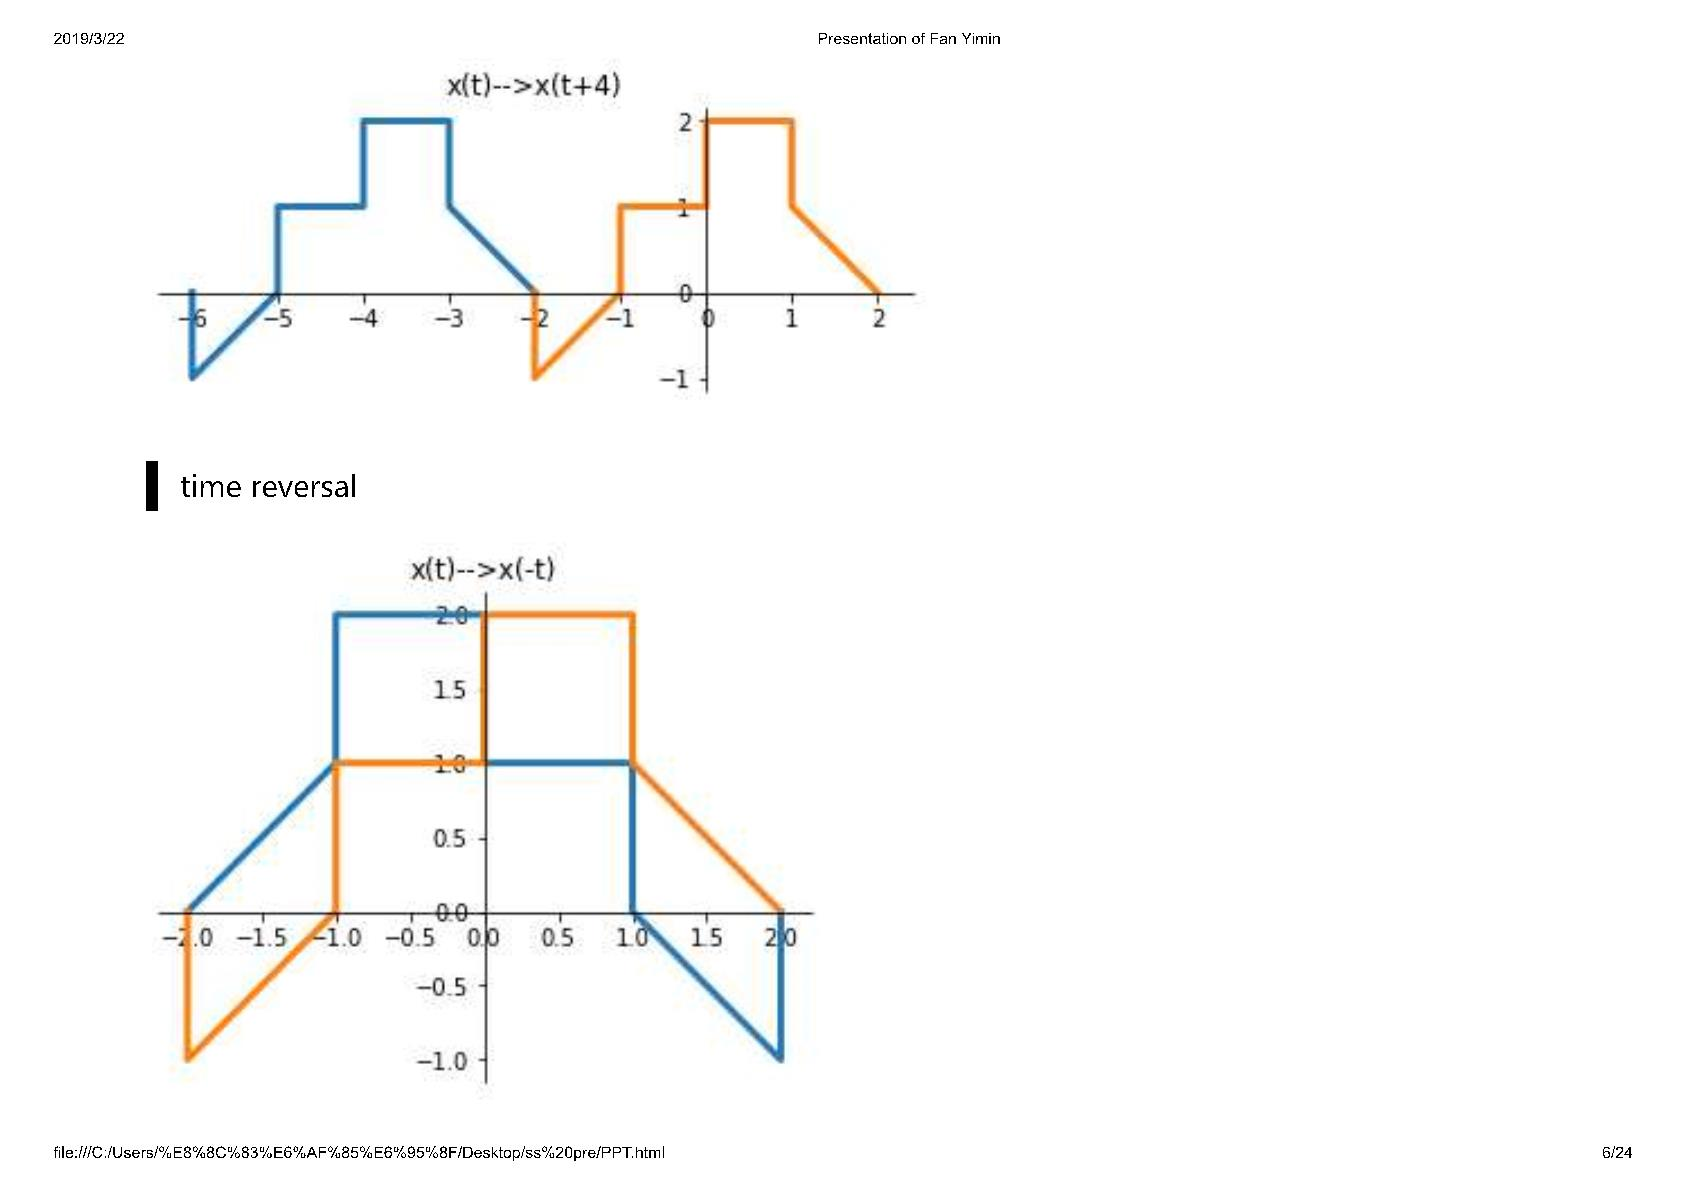 2019/3/22
Presentation of Fan Yimin
x(t)-->x(t+4)
2
1
0
−6 −5 −4 −3 −2 −1 0 1 2
−1
time reversal
x(t)-->x(-t)
2.0
1.5
1.0
0.5
0.0
−2.0 −1.5 −1.0 −0.5 0.0 0.5 1.0 1.5 2.0
−0.5
−1.0
file:///C:/Users/%E8%8C%83%E6%AF%85%E6%95%8F/Desktop/ss%20pre/PPT.html
6/24